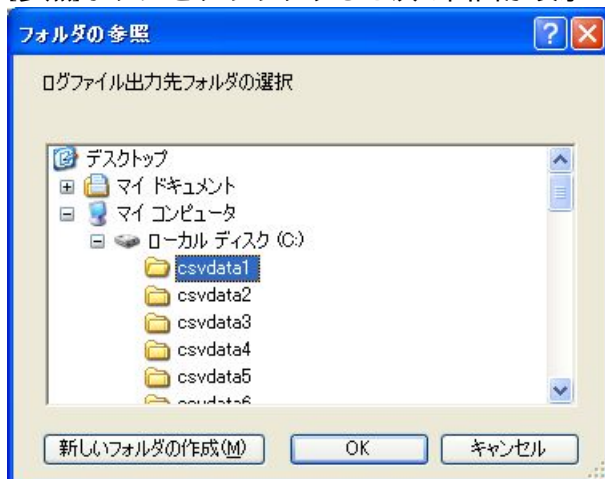 フォルダの参照
ログファイル出力先フォルダの選択
デスクトップ
マイ ドキュメント
マイ コンピュータ
ローカル ディスク (C:)
csvdata1
csvdata2
csvdata3
csvdata4
csvdata5
新しいフォルダの作成(M) OK キャンセル